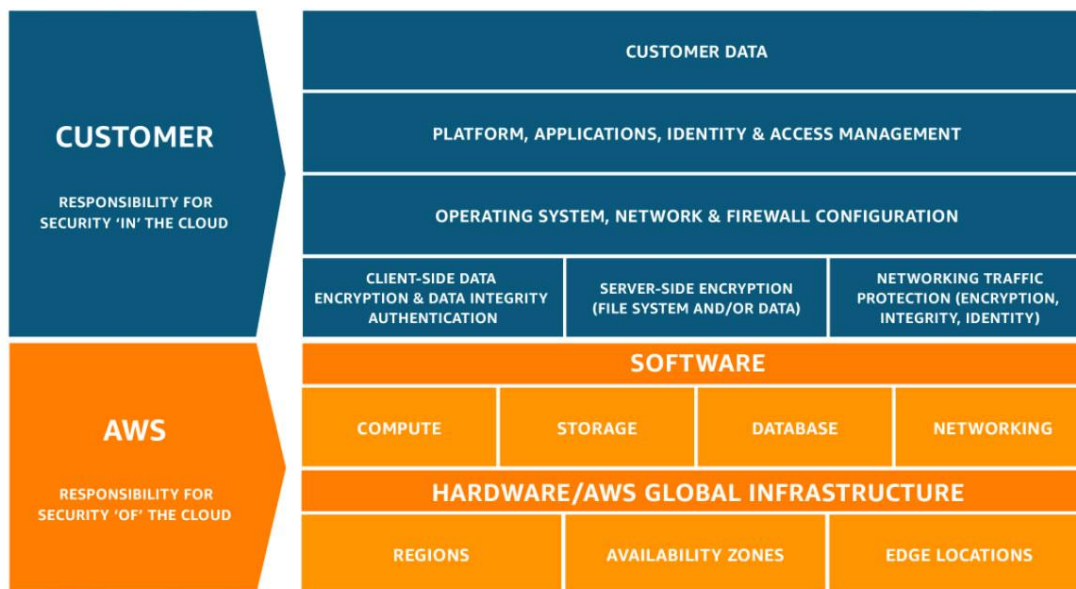 CUSTOMER
RESPONSIBILITY FOR
SECURITY ‘IN’ THE CLOUD
CUSTOMER DATA
PLATFORM, APPLICATIONS, IDENTITY & ACCESS MANAGEMENT
OPERATING SYSTEM, NETWORK & FIREWALL CONFIGURATION
CLIENT-SIDE DATA
ENCRYPTION & DATA INTEGRITY
AUTHENTICATION
SERVER-SIDE ENCRYPTION
(FILE SYSTEM AND/OR DATA)
NETWORKING TRAFFIC
PROTECTION (ENCRYPTION,
INTEGRITY, IDENTITY)
AWS
RESPONSIBILITY FOR
SECURITY ‘OF’ THE CLOUD
SOFTWARE
COMPUTE
STORAGE
DATABASE
NETWORKING
HARDWARE/AWS GLOBAL INFRASTRUCTURE
REGIONS
AVAILABILITY ZONES
EDGE LOCATIONS